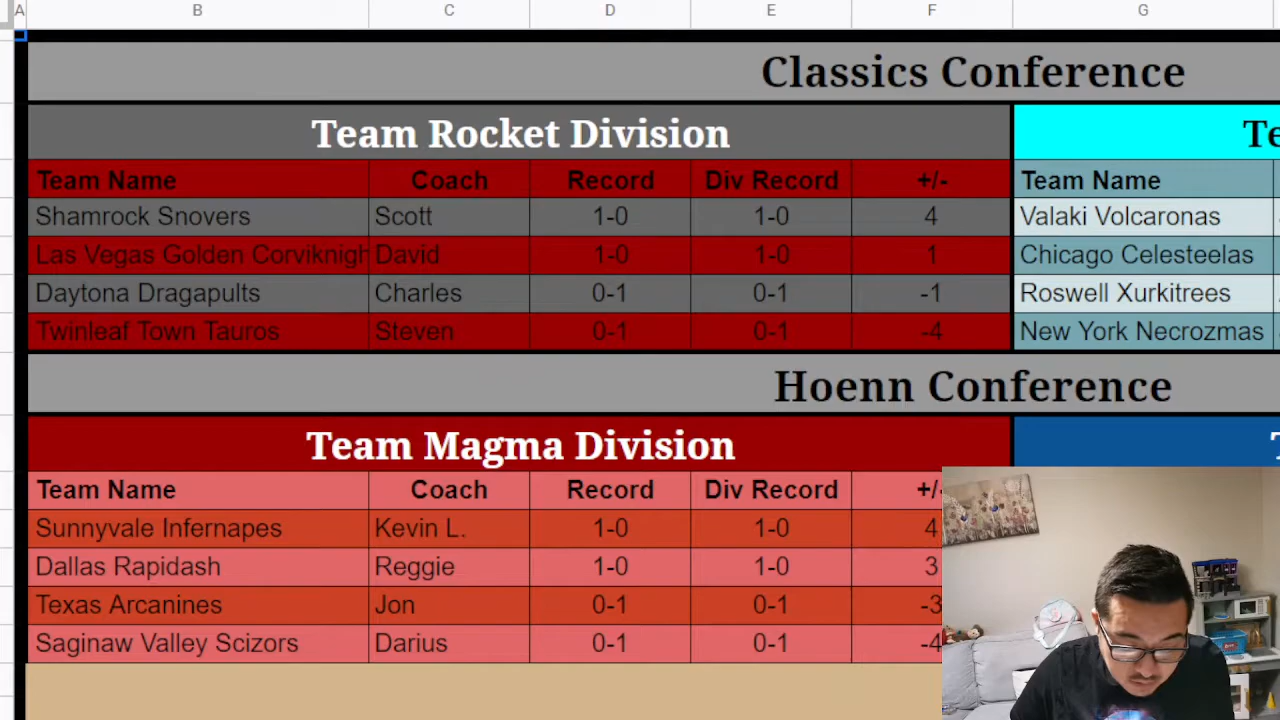 A B C D E F G
Classics Conference
Team Rocket Division
Team Name Coach Record Div Record +/-
Shamrock Snovers Scott 1-0 1-0 4
Las Vegas Golden Corviknigh David 1-0 1-0 1
Daytona Dragapults Charles 0-1 0-1 -1
Twinleaf Town Tauros Steven 0-1 0-1 -4
Te
Team Name
Valaki Volcaronas
Chicago Celesteelas
Roswell Xurkitrees
New York Necrozmas
Hoenn Conference
Team Magma Division
Team Name Coach Record Div Record +/
Sunnyvale Infernapes Kevin L. 1-0 1-0 4
Dallas Rapidash Reggie 1-0 1-0 3
Texas Arcanines Jon 0-1 0-1 -3
Saginaw Valley Scizors Darius 0-1 0-1 -4